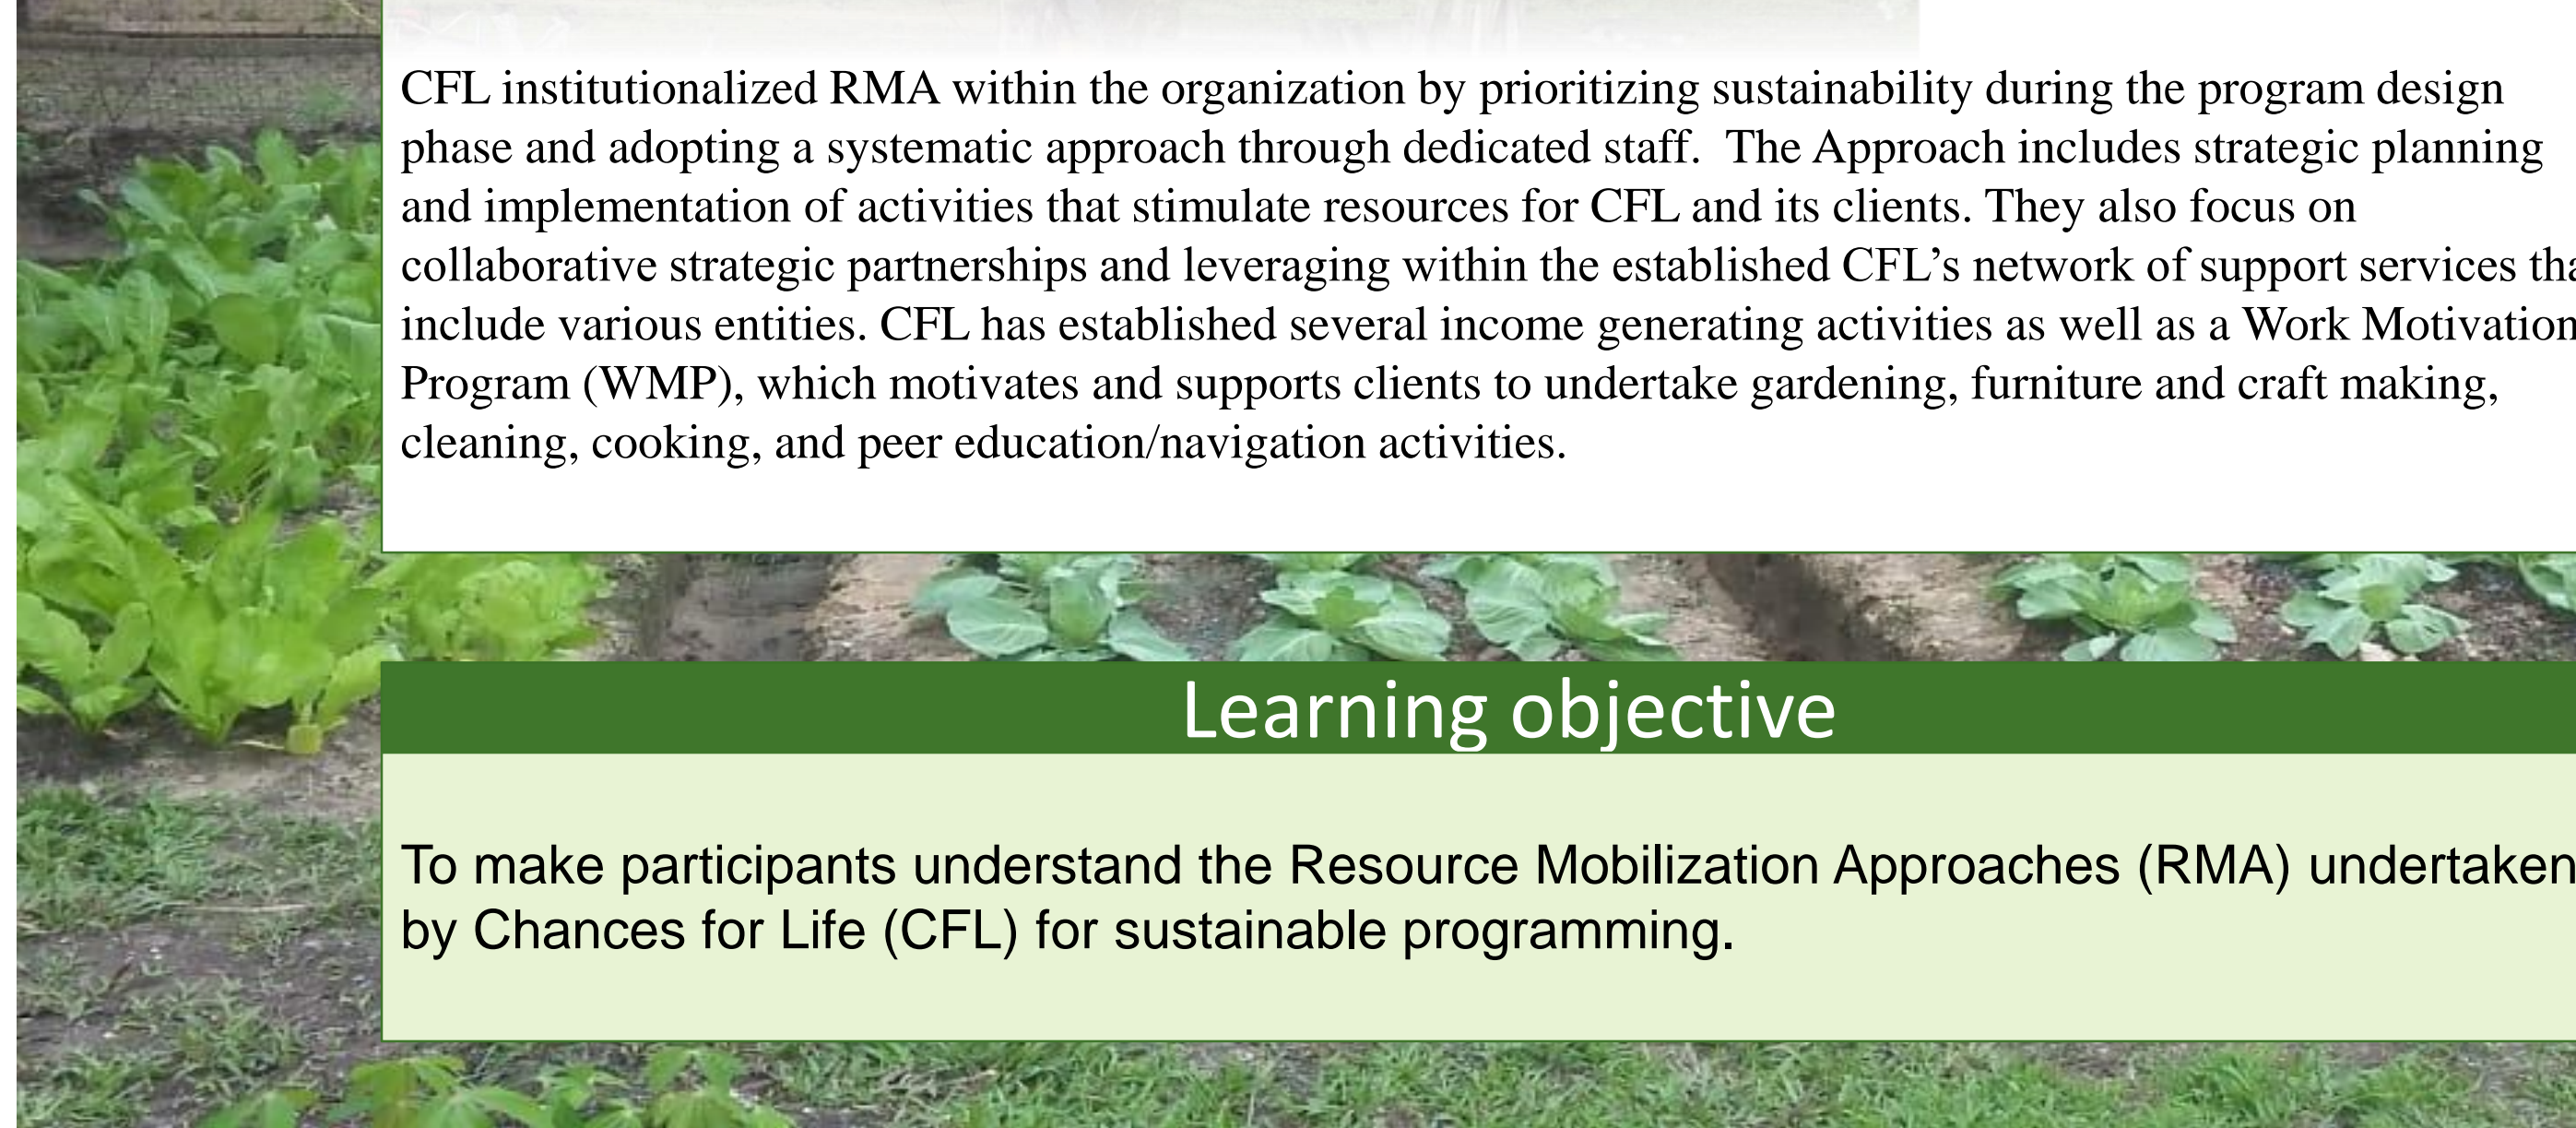 CFL institutionalized RMA within the organization by prioritizing sustainability during the program design
phase and adopting a systematic approach through dedicated staff.  The Approach includes strategic planning
and implementation of activities that stimulate resources for CFL and its clients. They also focus on
collaborative strategic partnerships and leveraging within the established CFL’s network of support services
include various entities. CFL has established several income generating activities as well as a Work Motivation
Program (WMP), which motivates and supports clients to undertake gardening, furniture and craft making,
cleaning, cooking, and peer education/navigation activities.
Learning objective
To make participants understand the Resource Mobilization Approaches (RMA) undertaken
by Chances for Life (CFL) for sustainable programming.